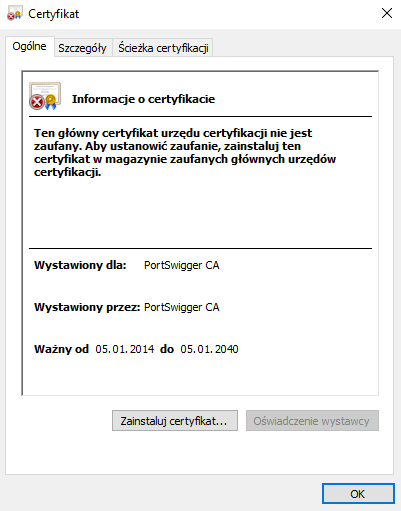 Certyfikat
Ogólne Szczegóły Ścieżka certyfikacji
Informacje o certyfikacie
Ten główny certyfikat urzędu certyfikacji nie jest
zaufany. Aby ustanowić zaufanie, zainstaluj ten
certyfikat w magazynie zaufanych głównych urzędów
certyfikacji.
Wystawiony dla: PortSwigger CA
Wystawiony przez: PortSwigger CA
Ważny od 05.01.2014 do 05.01.2040
Zainstaluj certyfikat... Oświadczenie wystawcy
OK